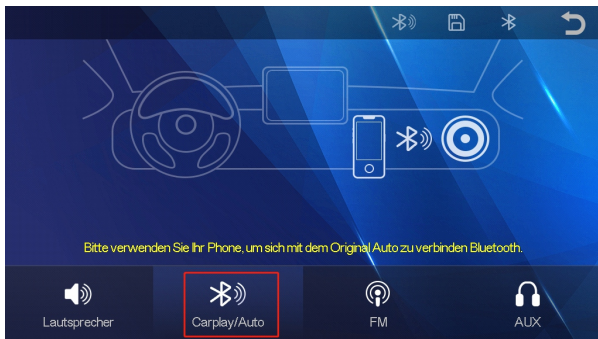 Bitte verwenden Sie Ihr Phone, um sich mit dem Original Auto zu verbinden Bluetooth.
Lautsprecher
Carplay/Auto
FM
AUX